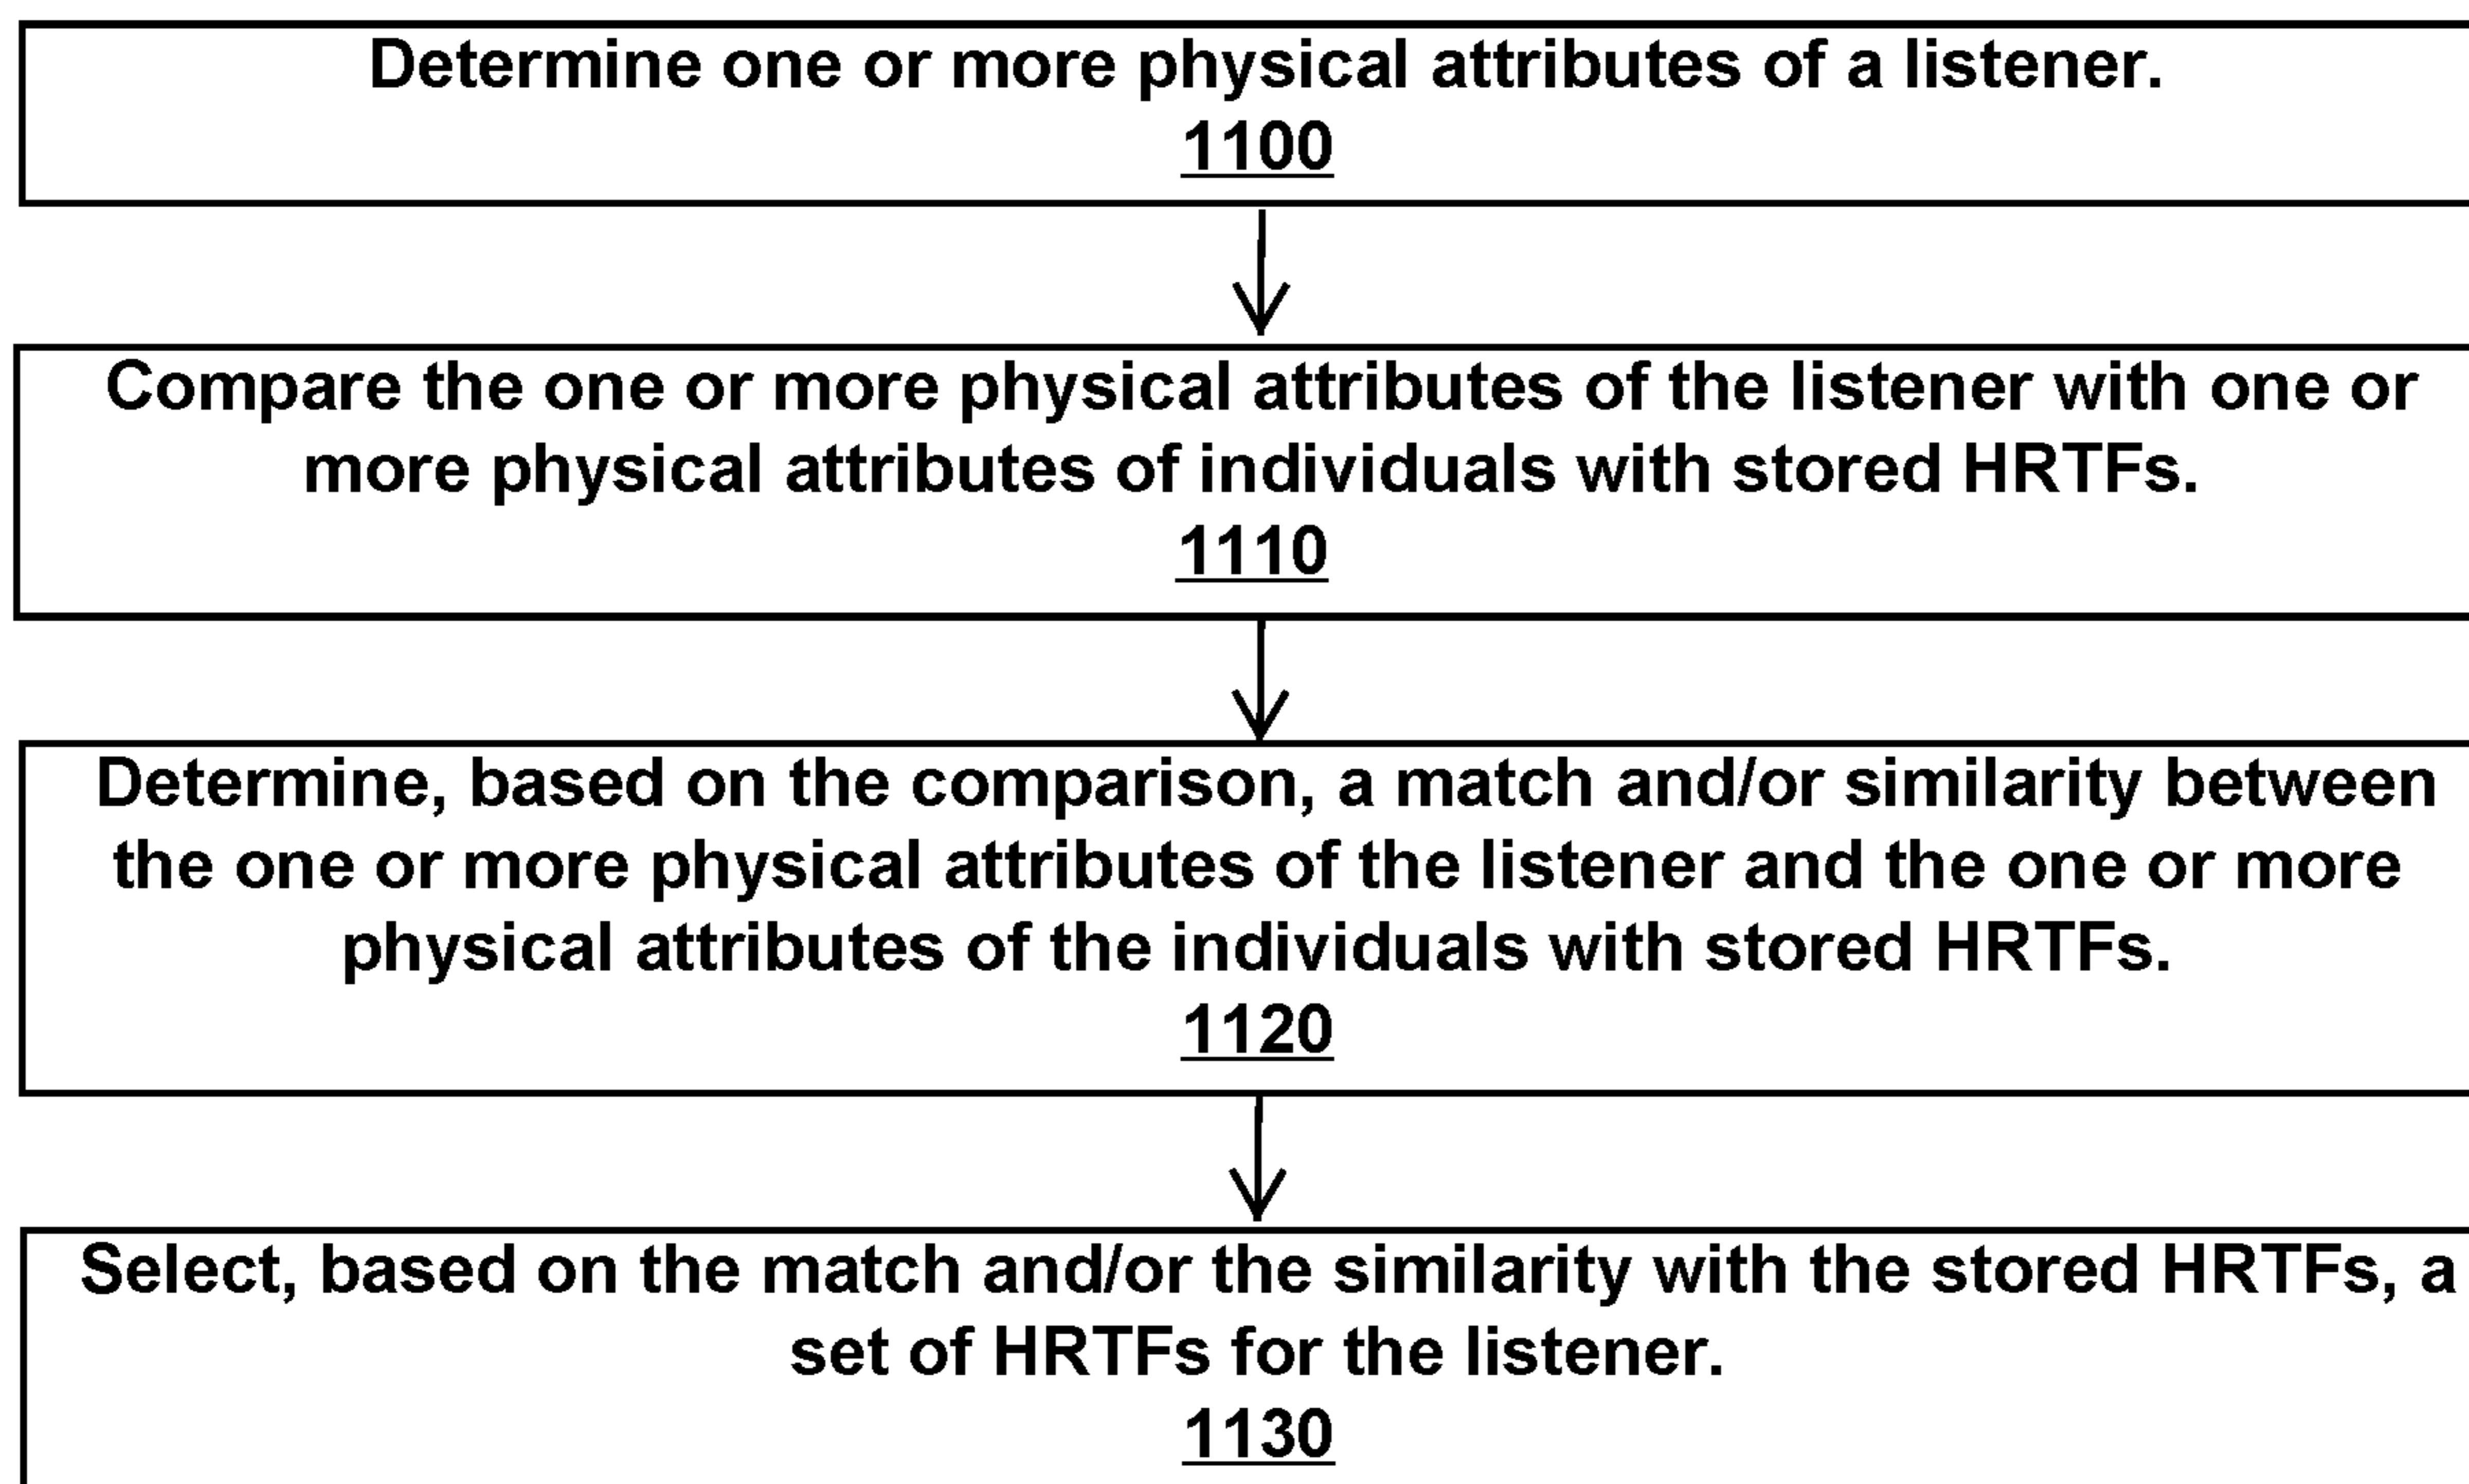 Determine one or more physical attributes of a listener.
1100
Compare the one or more physical attributes of the listener with one or
more physical attributes of individuals with stored HRTFs.
1110
Determine, based on the comparison, a match and/or similarity between
the one or more physical attributes of the listener and the one or more
physical attributes of the individuals with stored HRTFs.
1120
Select, based on the match and/or the similarity with the stored HRTFs, a
set of HRTFs for the listener.
1130